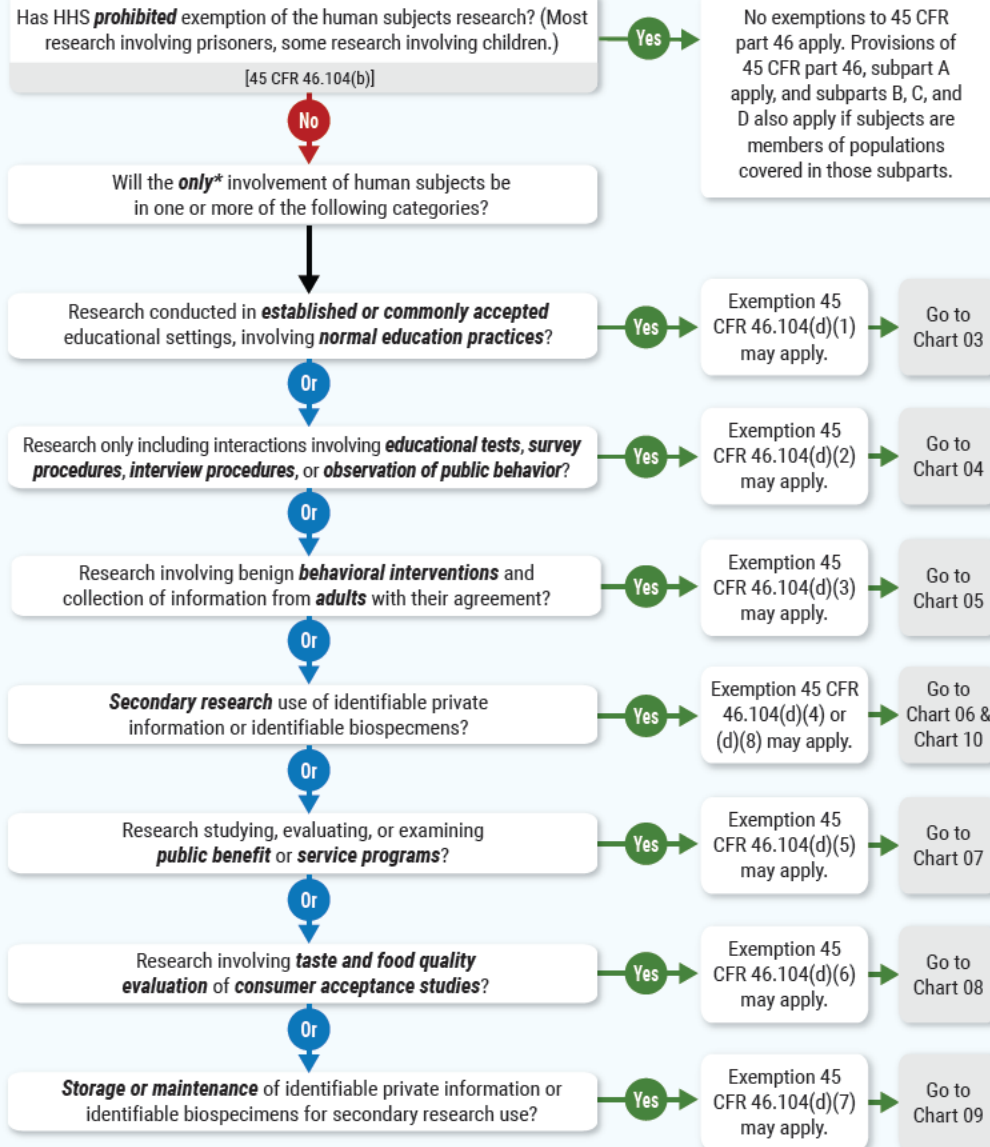 Has HHS prohibited exemption of the human subjects research? (Most
research involving prisoners, some research involving children.)
[45 CFR 46.104(b)]
Yes
No exemptions to 45 CFR
part 46 apply. Provisions of
45 CFR part 46, subpart A
apply, and subparts B, C, and
D also apply if subjects are
members of populations
covered in those subparts.
No
Will the only* involvement of human subjects be
in one or more of the following categories?
Research conducted in established or commonly accepted
educational settings, involving normal education practices?
Yes
Exemption 45
CFR 46.104(d)(1)
may apply.
Go to
Chart 03
Or
Research only including interactions involving educational tests, survey
procedures, interview procedures, or observation of public behavior?
Yes
Exemption 45
CFR 46.104(d)(2)
may apply.
Go to
Chart 04
Or
Research involving benign behavioral interventions and
collection of information from adults with their agreement?
Yes
Exemption 45
CFR 46.104(d)(3)
may apply.
Go to
Chart 05
Or
Secondary research use of identifiable private
information or identifiable biospecmens?
Yes
Exemption 45 CFR
46.104(d)(4) or
(d)(8) may apply.
Go to
Chart 06 &
Chart 10
Or
Research studying, evaluating, or examining
public benefit or service programs?
Yes
Exemption 45
CFR 46.104(d)(5)
may apply.
Go to
Chart 07
Or
Research involving taste and food quality
evaluation of consumer acceptance studies?
Yes
Exemption 45
CFR 46.104(d)(6)
may apply.
Go to
Chart 08
Or
Storage or maintenance of identifiable private information or
identifiable biospecimens for secondary research use?
Yes
Exemption 45
CFR 46.104(d)(7)
may apply.
Go to
Chart 09